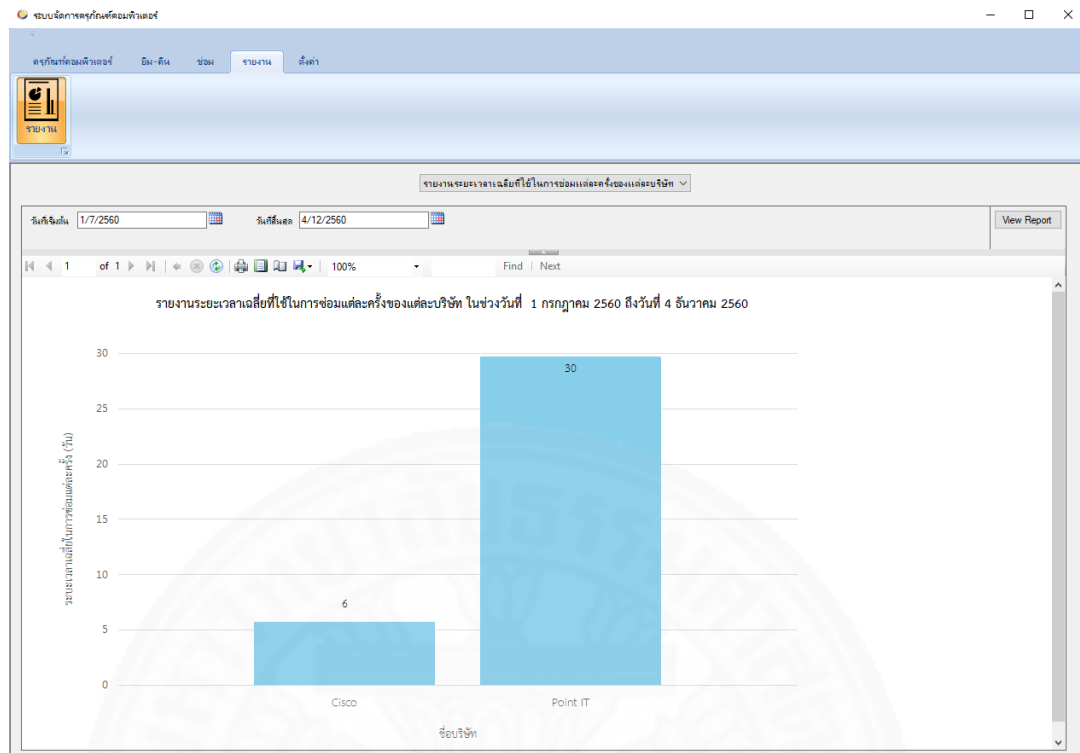 ระบบจัดการครุภัณฑ์คอมพิวเตอร์
ครุภัณฑ์คอมพิวเตอร์ ยืม-คืน ซ่อม รายงาน ตั้งค่า
รายงาน
รายงานระยะเวลาเฉลี่ยที่ใช้ในการซ่อมแต่ละครั้งของแต่ละบริษัท
วันที่เริ่มต้น 1/7/2560 วันที่สิ้นสุด 4/12/2560 View Report
1 of 1 100% Find | Next
รายงานระยะเวลาเฉลี่ยที่ใช้ในการซ่อมแต่ละครั้งของแต่ละบริษัท ในช่วงวันที่ 1 กรกฎาคม 2560 ถึงวันที่ 4 ธันวาคม 2560
30
30
25
20
15
10
6
5
0
ระยะเวลาเฉลี่ยในการซ่อมแต่ละครั้ง (วัน)
Cisco Point IT
ชื่อบริษัท